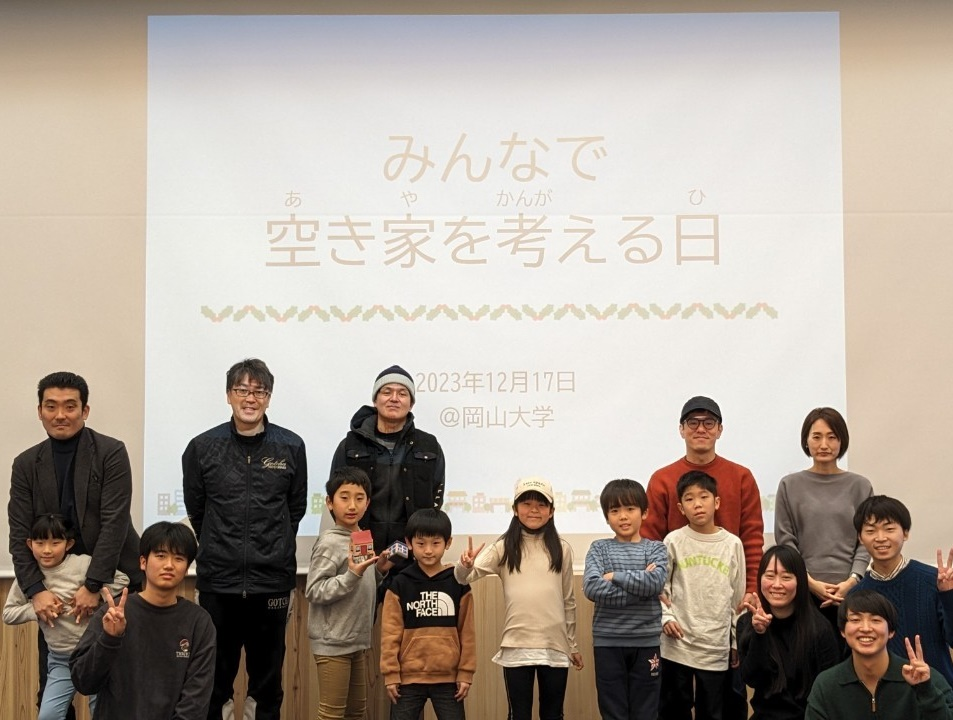 みんなで
あ や かんが ひ
空き家を考える日
2023年12月17日
@岡山大学
THE
NORTH
FACE